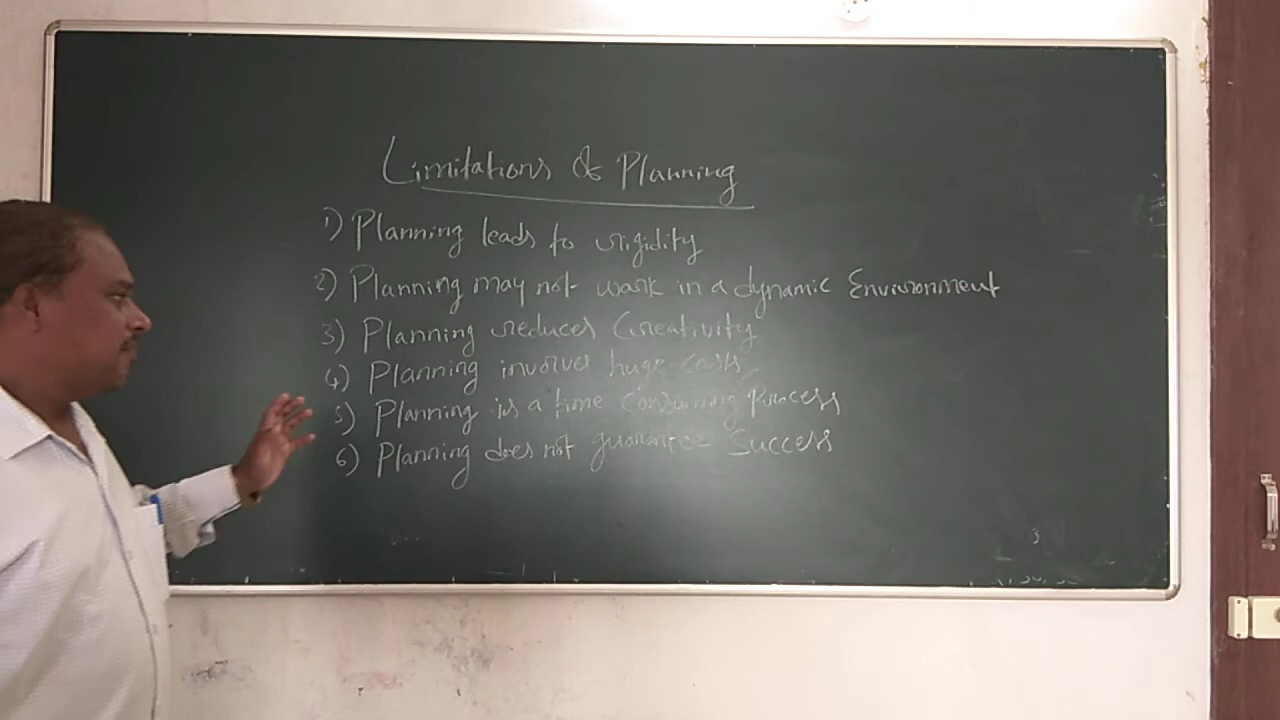 Limitations of Planning
1) Planning leads to rigidity
2) Planning may not work in a dynamic Environment
3) Planning reduces Creativity
4) Planning involves huge costs
5) Planning is a time consuming Process
6) Planning does not guarantee Success
3